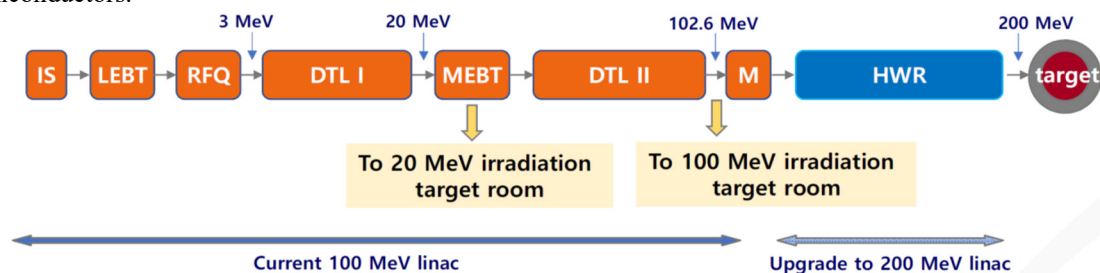 3 MeV
20 MeV
102.6 MeV
200 MeV
IS
LEBT
RFQ
DTL I
MEBT
DTL II
M
HWR
target
To 20 MeV irradiation
target room
To 100 MeV irradiation
target room
Current 100 MeV linac
Upgrade to 200 MeV linac